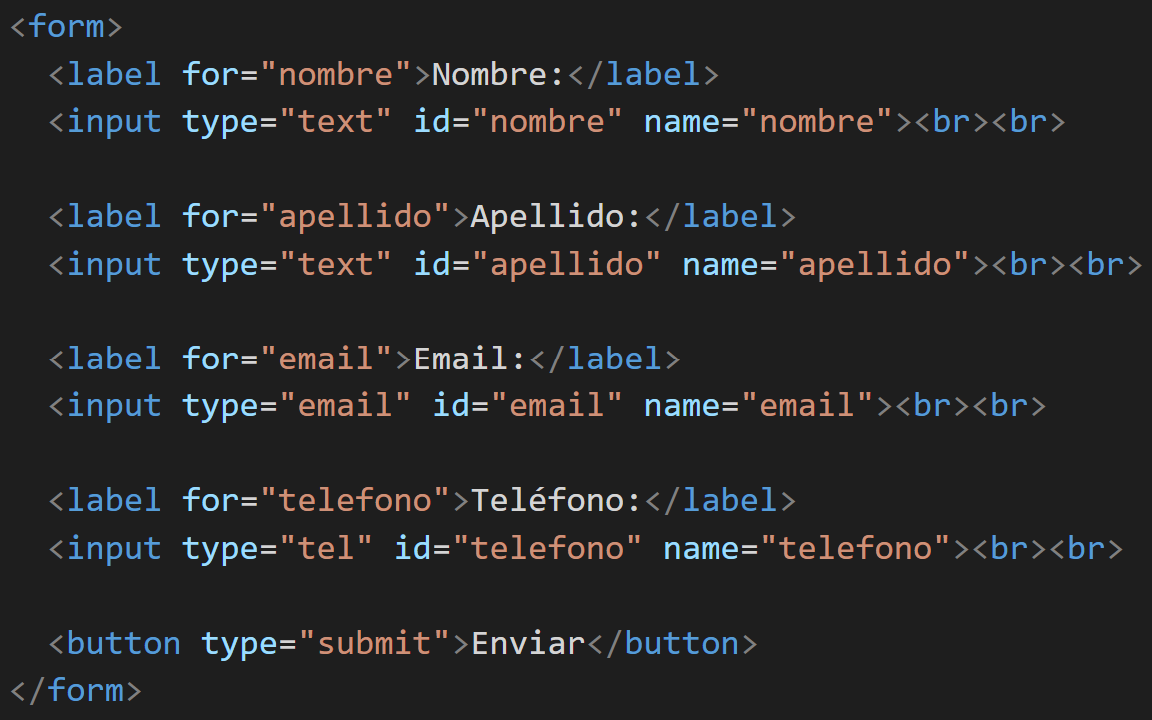 <form>
  <label for="nombre">Nombre:</label>
  <input type="text" id="nombre" name="nombre"><br><br>
  <label for="apellido">Apellido:</label>
  <input type="text" id="apellido" name="apellido"><br><br>
  <label for="email">Email:</label>
  <input type="email" id="email" name="email"><br><br>
  <label for="telefono">Teléfono:</label>
  <input type="tel" id="telefono" name="telefono"><br><br>
  <button type="submit">Enviar</button>
</form>